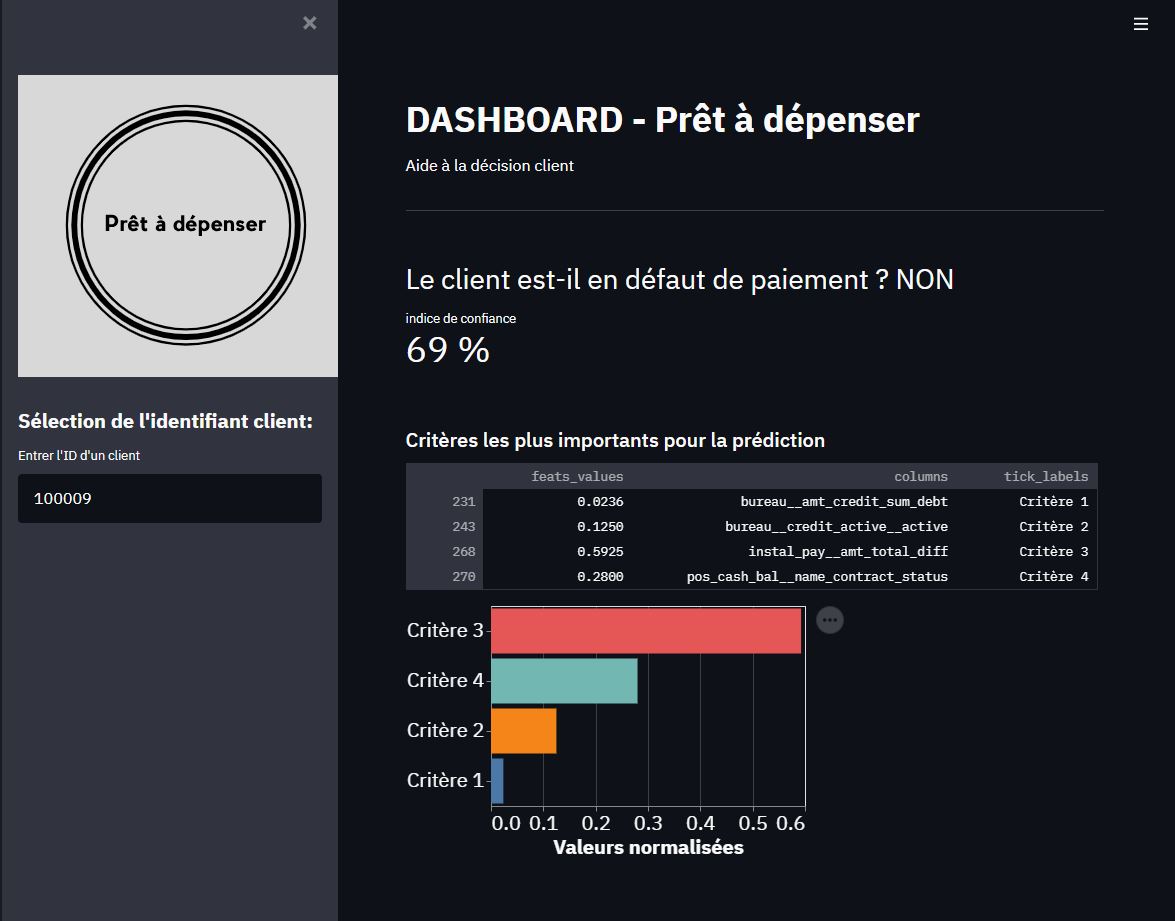 ×
Prêt à dépenser
Sélection de l'identifiant client:
Entrer l'ID d'un client
100009
DASHBOARD - Prêt à dépenser
Aide à la décision client
Le client est-il en défaut de paiement ? NON
indice de confiance
69 %
Critères les plus importants pour la prédiction
feats_values columns tick_labels
231 0.0236 bureau__amt_credit_sum_debt Critère 1
243 0.1250 bureau__credit_active__active Critère 2
268 0.5925 instal_pay__amt_total_diff Critère 3
270 0.2800 pos_cash_bal__name_contract_status Critère 4
Critère 3
Critère 4
Critère 2
Critère 1
0.0 0.1 0.2 0.3 0.4 0.5 0.6
Valeurs normalisées